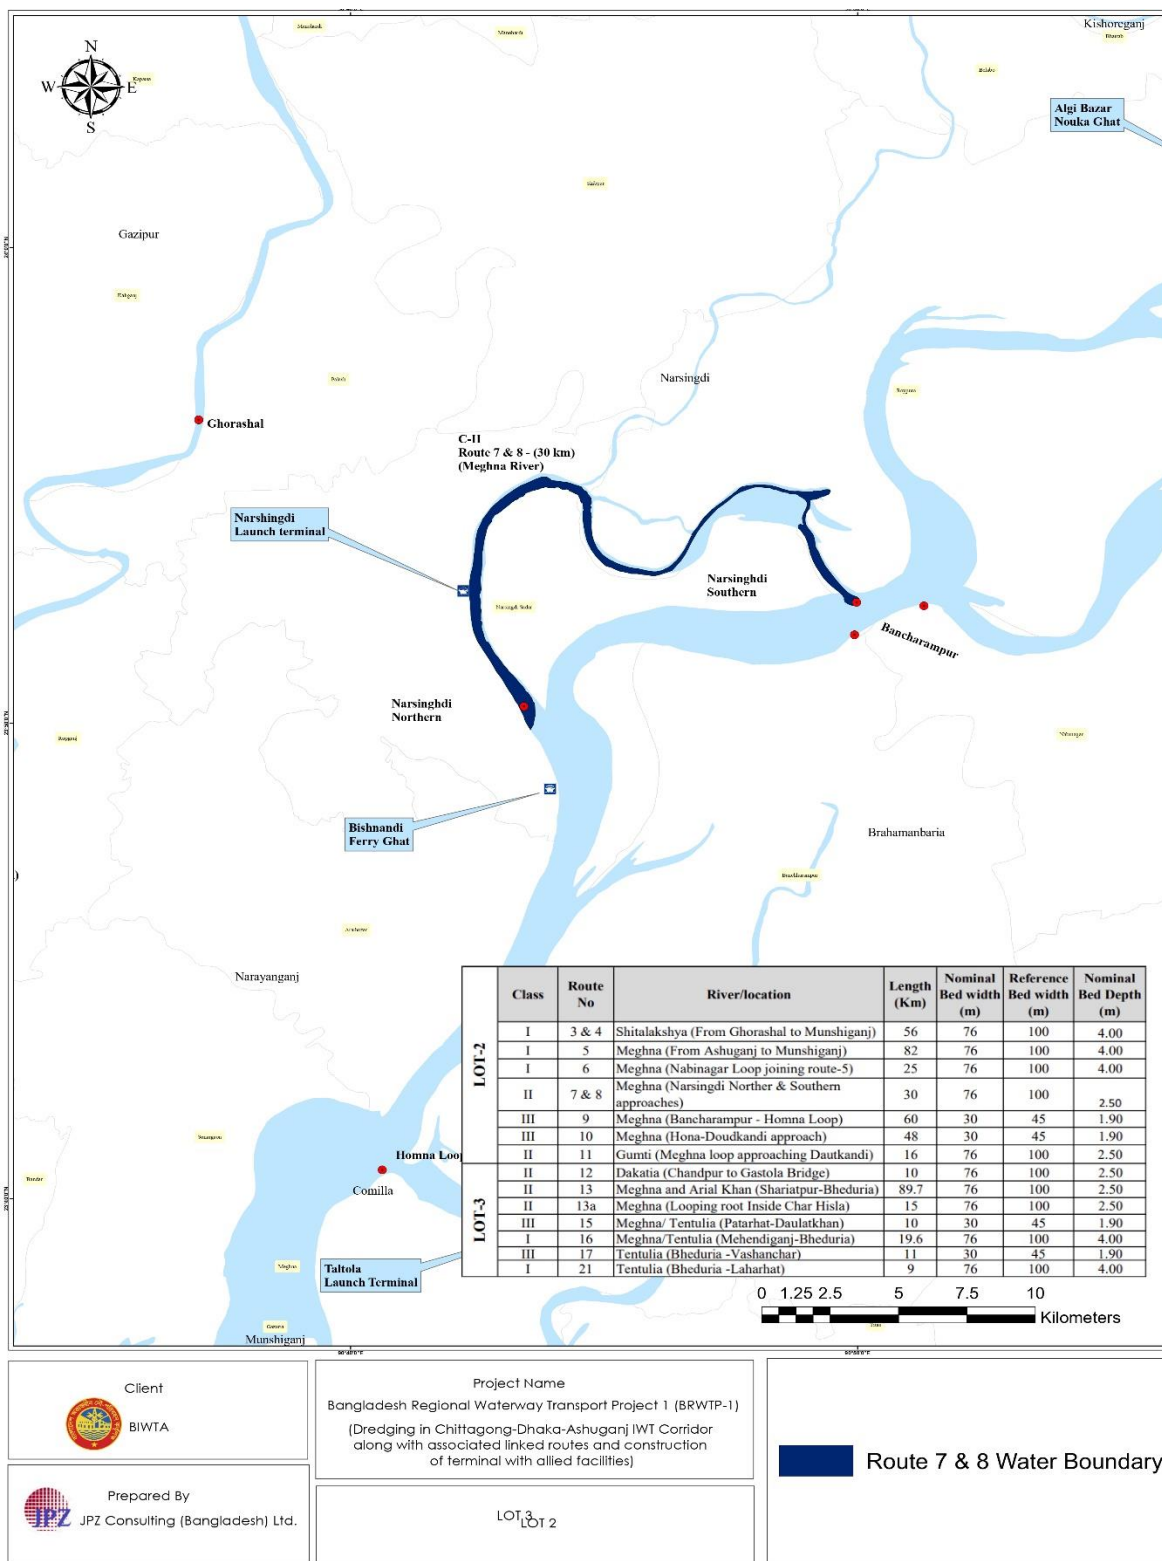 Kishoreganj
N
W E
S
Algi Bazar
Nouka Ghat
Gazipur
Narsingdi
Ghorashal
C-II
Route 7 & 8 - (30 km)
(Meghna River)
Narshingdi
Launch terminal
Narsinghdi
Southern
Bancharampur
Narsinghdi
Northern
Bishnandi
Ferry Ghat
Brahamanbaria
)
Narayanganj
Class Route No River/location Length (Km) Nominal Bed width (m) Reference Bed width (m) Nominal Bed Depth (m)
LOT-2
I 3 & 4 Shitalakshya (From Ghorashal to Munshiganj) 56 76 100 4.00
I 5 Meghna (From Ashuganj to Munshiganj) 82 76 100 4.00
I 6 Meghna (Nabinagar Loop joining route-5) 25 76 100 4.00
II 7 & 8 Meghna (Narsingdi Norther & Southern approaches) 30 76 100 2.50
III 9 Meghna (Bancharampur - Homna Loop) 60 30 45 1.90
III 10 Meghna (Hona-Doudkandi approach) 48 30 45 1.90
II 11 Gumti (Meghna loop approaching Dautkandi) 16 76 100 2.50
LOT-3
II 12 Dakatia (Chandpur to Gastola Bridge) 10 76 100 2.50
II 13 Meghna and Arial Khan (Shariatpur-Bheduria) 89.7 76 100 2.50
II 13a Meghna (Looping root Inside Char Hisla) 15 76 100 2.50
III 15 Meghna/ Tentulia (Patarhat-Daulatkhan) 10 30 45 1.90
I 16 Meghna/Tentulia (Mehendiganj-Bheduria) 19.6 76 100 4.00
III 17 Tentulia (Bheduria -Vashanchar) 11 30 45 1.90
I 21 Tentulia (Bheduria -Laharhat) 9 76 100 4.00
Homna Loop
Comilla
Taltola
Launch Terminal
Munshiganj
0 1.25 2.5 5 7.5 10
Kilometers
Client
BIWTA
Prepared By
JPZ
JPZ Consulting (Bangladesh) Ltd.
Project Name
Bangladesh Regional Waterway Transport Project 1 (BRWTP-1)
(Dredging in Chittagong-Dhaka-Ashuganj IWT Corridor
along with associated linked routes and construction
of terminal with allied facilities)
LOT 3
LOT 2
Route 7 & 8 Water Boundary